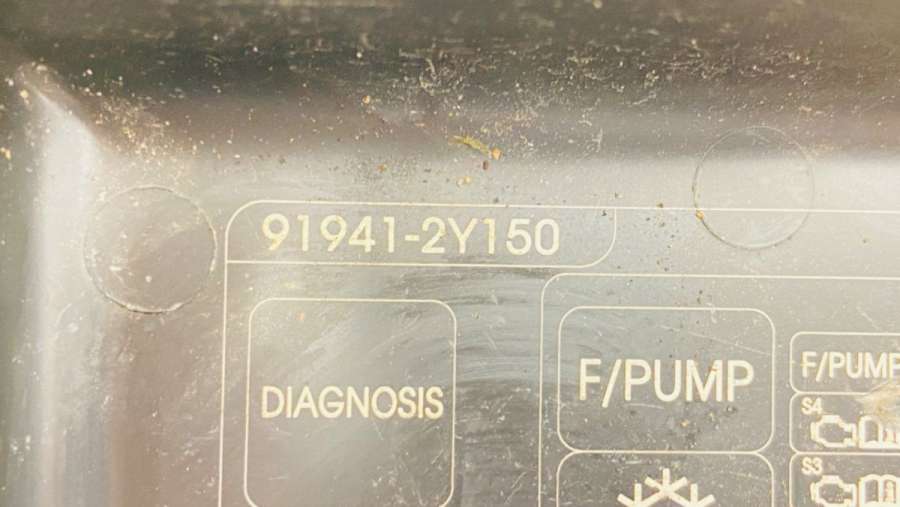 91941-2Y150
DIAGNOSIS
F/PUMP
F/PUMP
S4
S3